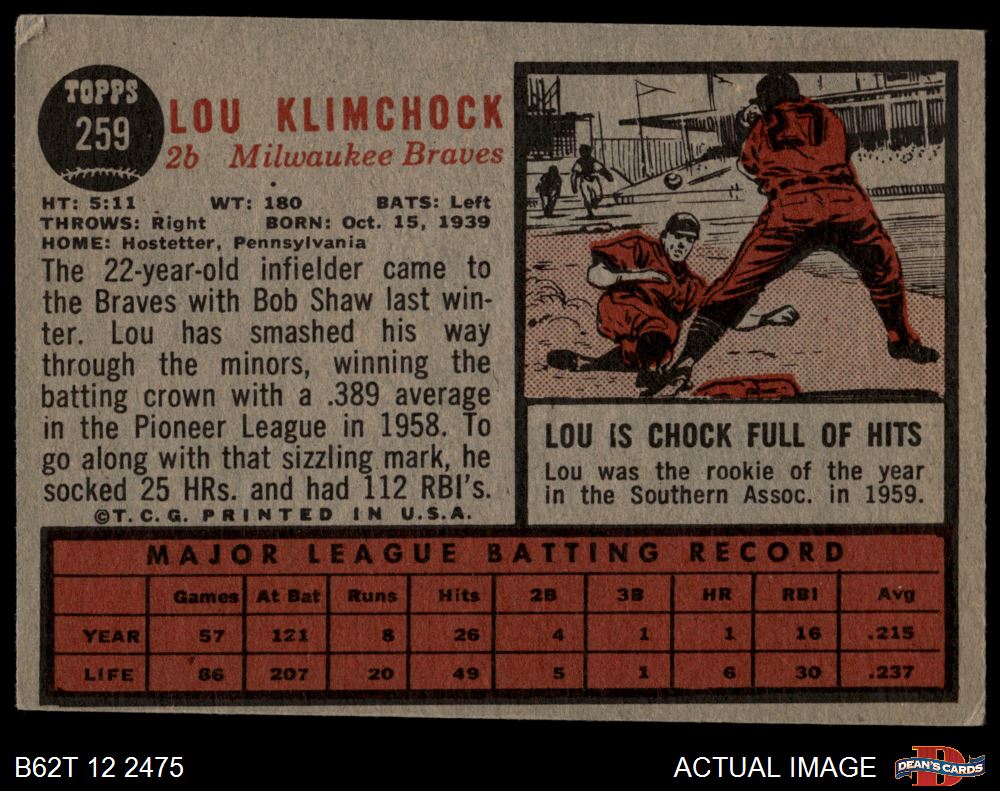 TOPPS
259
LOU KLIMCHOCK
2b Milwaukee Braves
HT: 5:11 WT: 180 BATS: Left
THROWS: Right BORN: Oct. 15, 1939
HOME: Hostetter, Pennsylvania
The 22-year-old infielder came to
the Braves with Bob Shaw last win-
ter. Lou has smashed his way
through the minors, winning the
batting crown with a .389 average
in the Pioneer League in 1958. To
go along with that sizzling mark, he
socked 25 HRs. and had 112 RBI's.
©T.C.G. PRINTED IN U.S.A.
27
LOU IS CHOCK FULL OF HITS
Lou was the rookie of the year
in the Southern Assoc. in 1959.
MAJOR LEAGUE BATTING RECORD
Games At Bat Runs Hits 2B 3B HR RBI Avg
YEAR 57 121 8 26 4 1 1 16 .215
LIFE 86 207 20 49 5 1 6 30 .237
B62T 12 2475
ACTUAL IMAGE
D
DEAN'S CARDS